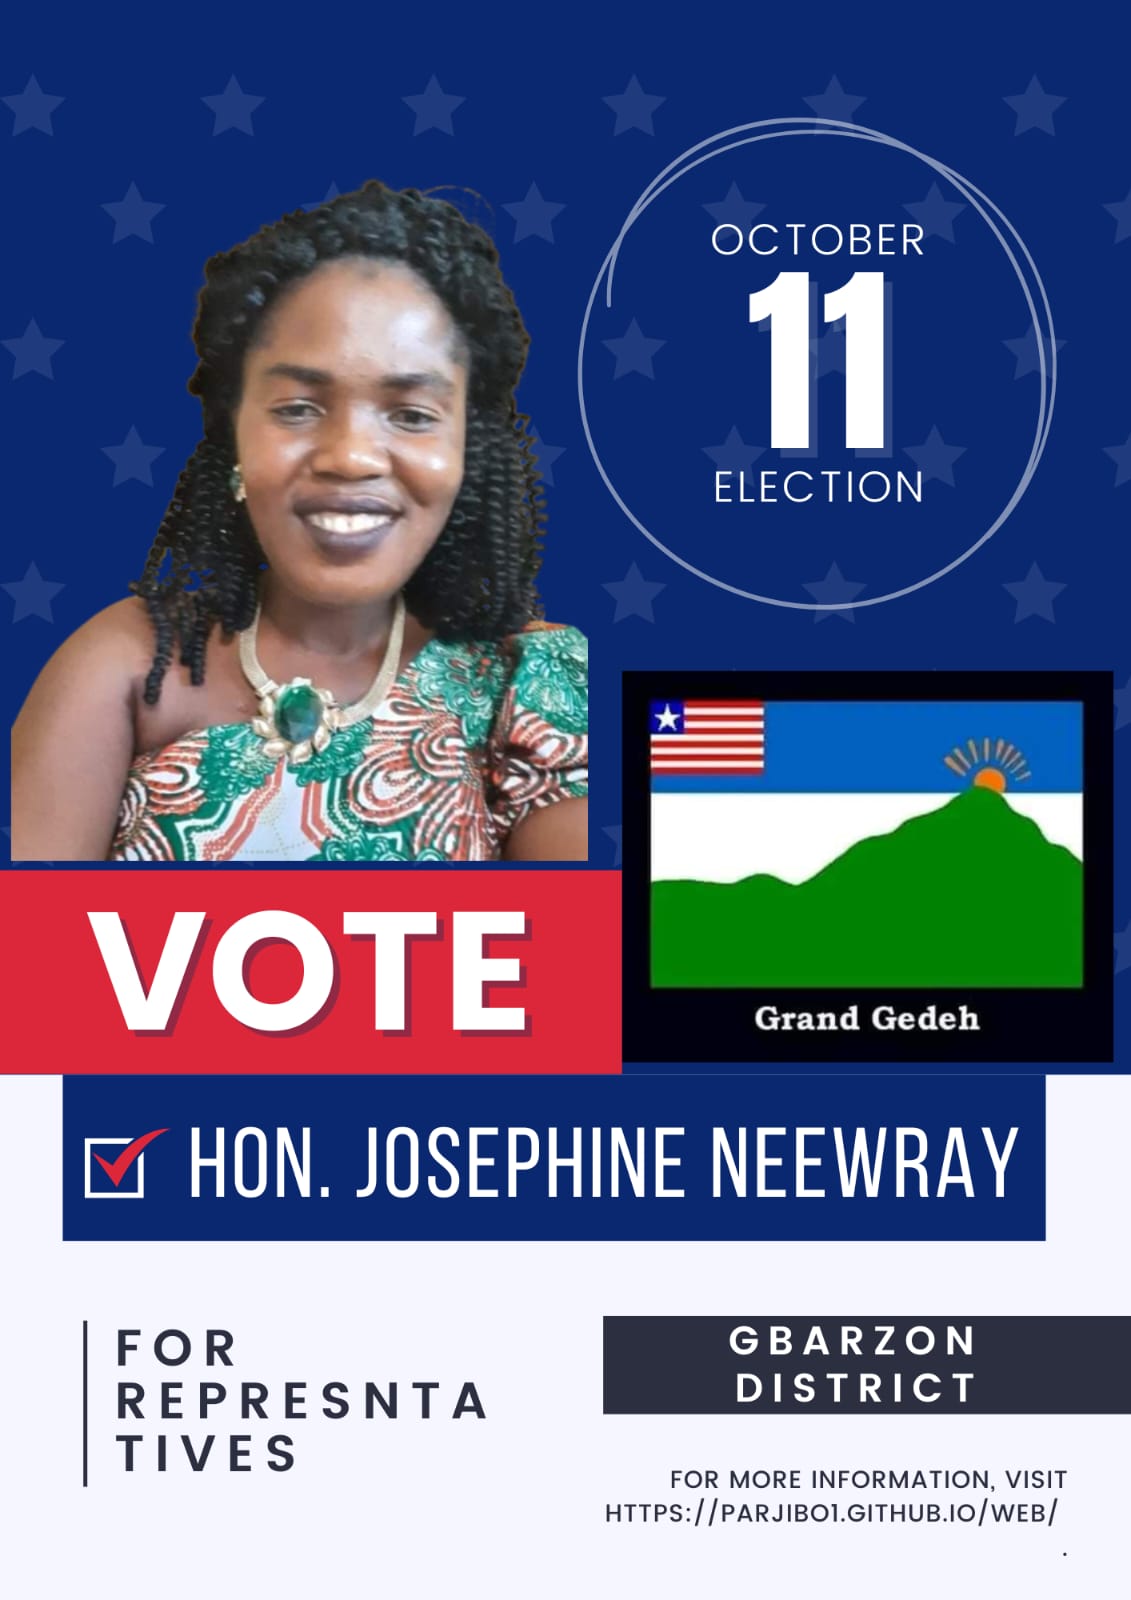 OCTOBER
11
ELECTION
Grand Gedeh
VOTE
HON. JOSEPHINE NEEWRAY
FOR
REPRESNTA
TIVES
GBARZON
DISTRICT
FOR MORE INFORMATION, VISIT
HTTPS://PARJIBO1.GITHUB.IO/WEB/
.